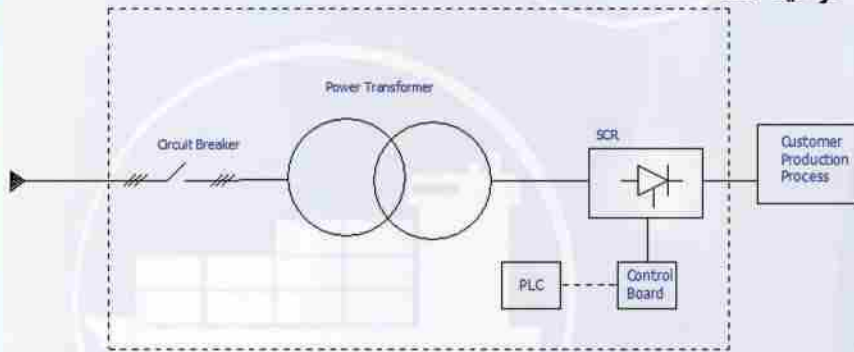 Power Transformer
Circuit Breaker
SCR
Customer
Production
Process
PLC
Control
Board